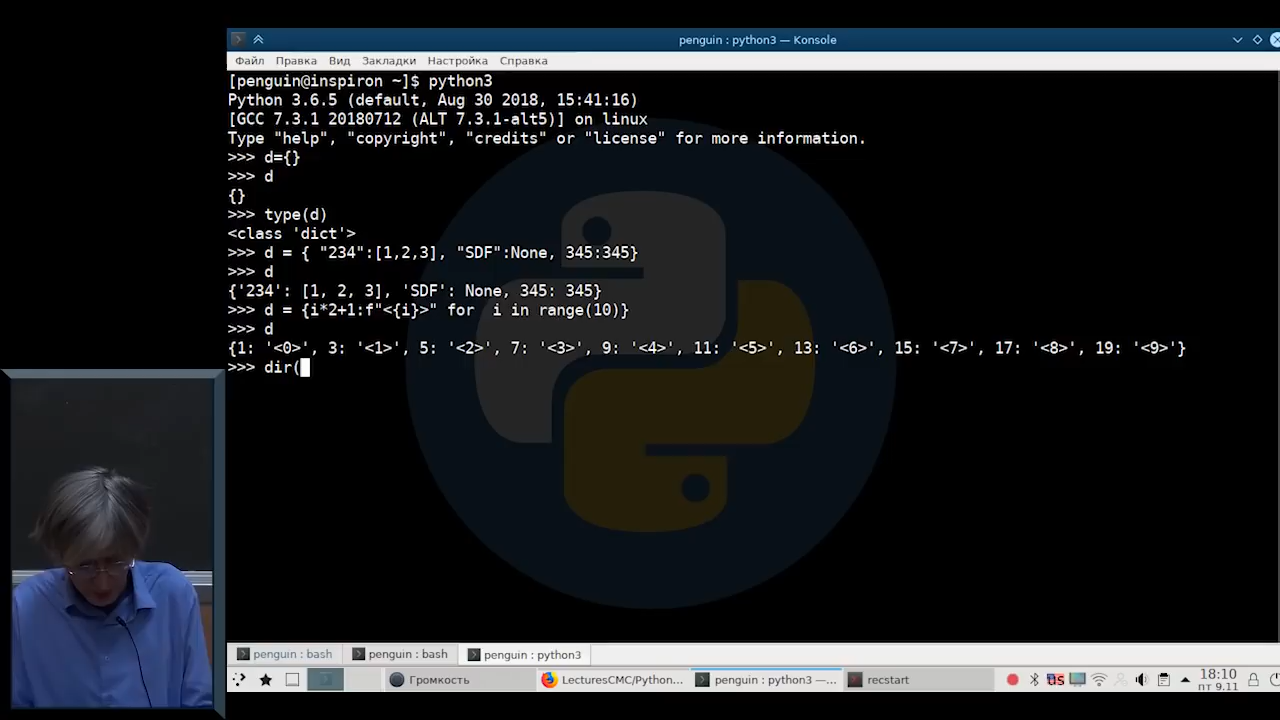 penguin : python3 — Konsole
Файл Правка Вид Закладки Настройка Справка
[penguin@inspiron ~]$ python3
Python 3.6.5 (default, Aug 30 2018, 15:41:16)
[GCC 7.3.1 20180712 (ALT 7.3.1-alt5)] on linux
Type "help", "copyright", "credits" or "license" for more information.
>>> d={}
>>> d
{}
>>> type(d)
<class 'dict'>
>>> d = { "234":[1,2,3], "SDF":None, 345:345}
>>> d
{'234': [1, 2, 3], 'SDF': None, 345: 345}
>>> d = {i*2+1:f"<{i}>" for  i in range(10)}
>>> d
{1: '<0>', 3: '<1>', 5: '<2>', 7: '<3>', 9: '<4>', 11: '<5>', 13: '<6>', 15: '<7>', 17: '<8>', 19: '<9>'}
>>> dir(
penguin : bash penguin : bash penguin : python3
Громкость LecturesCMC/Python... penguin : python3 —... recstart us 18:10
пт 9.11